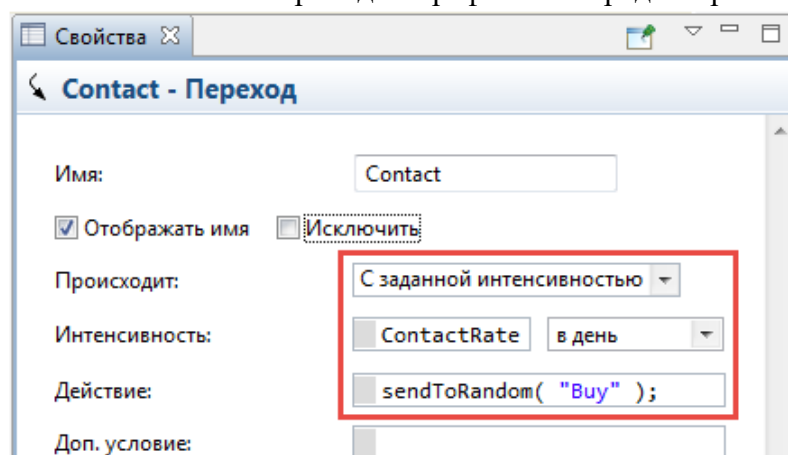 Свойства
Contact - Переход
Имя: Contact
Отображать имя Исключить
Происходит: С заданной интенсивностью
Интенсивность: ContactRate в день
Действие: sendToRandom( "Buy" );
Доп. условие: